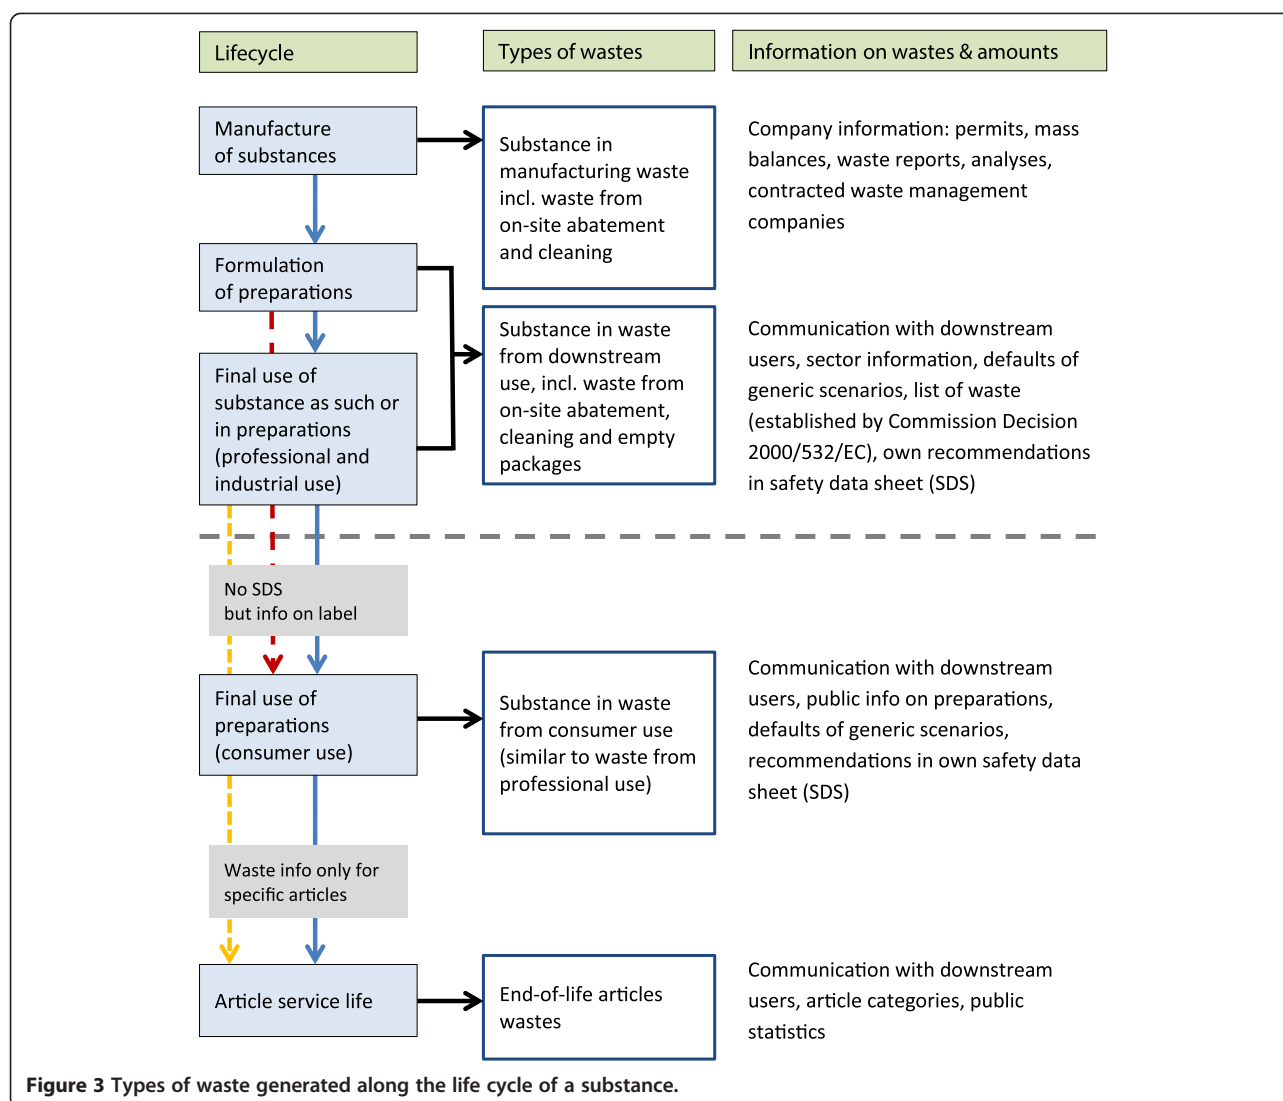 Lifecycle
Types of wastes
Information on wastes & amounts
Manufacture
of substances
Substance in
manufacturing waste
incl. waste from
on-site abatement
and cleaning
Company information: permits, mass
balances, waste reports, analyses,
contracted waste management
companies
Formulation
of preparations
Final use of
substance as such or
in preparations
(professional and
industrial use)
Substance in waste
from downstream
use, incl. waste from
on-site abatement,
cleaning and empty
packages
Communication with downstream
users, sector information, defaults of
generic scenarios, list of waste
(established by Commission Decision
2000/532/EC), own recommendations
in safety data sheet (SDS)
No SDS
but info on label
Final use of
preparations
(consumer use)
Substance in waste
from consumer use
(similar to waste from
professional use)
Communication with downstream
users, public info on preparations,
defaults of generic scenarios,
recommendations in own safety data
sheet (SDS)
Waste info only for
specific articles
Article service life
End-of-life articles
wastes
Communication with downstream
users, article categories, public
statistics
Figure 3 Types of waste generated along the life cycle of a substance.